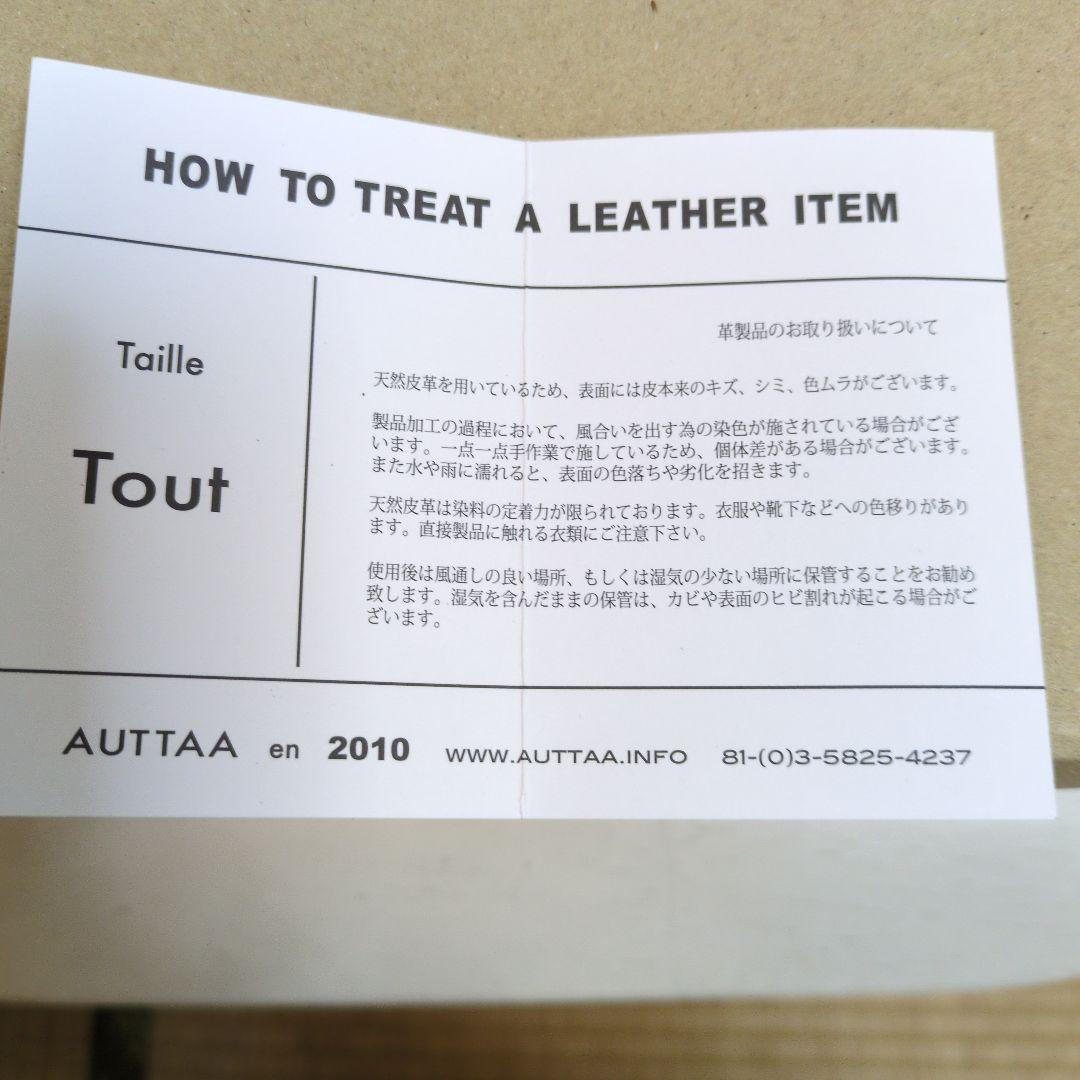 HOW TO TREAT A LEATHER ITEM
Taille
Tout
革製品のお取り扱いについて
天然皮革を用いているため、表面には皮本来のキズ、シミ、色ムラがございます。
製品加工の過程において、風合いを出す為の染色が施されている場合がござ
います。一点一点手作業で施しているため、個体差がある場合がございます。
また水や雨に濡れると、表面の色落ちや劣化を招きます。
天然皮革は染料の定着力が限られております。衣服や靴下などへの色移りがあり
ます。直接製品に触れる衣類にご注意下さい。
使用後は風通しの良い場所、もしくは湿気の少ない場所に保管することをお勧め
致します。湿気を含んだままの保管は、カビや表面のヒビ割れが起こる場合がご
ざいます。
AUTTAA en 2010 WWW.AUTTAA.INFO 81-(0)3-5825-4237